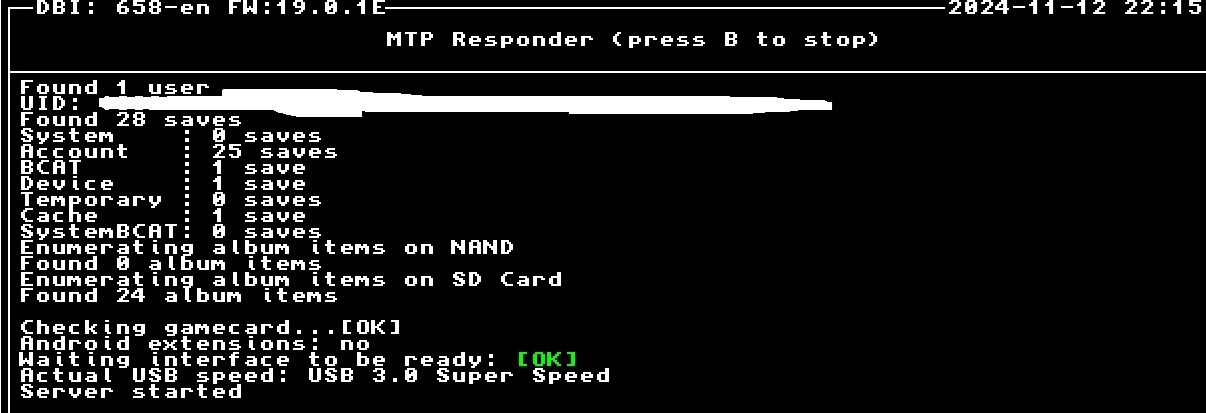 DBI: 658-en FW:19.0.1E 2024-11-12 22:15
MTP Responder (press B to stop)
Found 1 user
UID:
Found 28 saves
System : 0 saves
Account : 25 saves
BCAT : 1 save
Device : 1 save
Temporary : 0 saves
Cache : 1 save
SystemBCAT: 0 saves
Enumerating album items on NAND
Found 0 album items
Enumerating album items on SD Card
Found 24 album items
Checking gamecard...[OK]
Android extensions: no
Waiting interface to be ready: [OK]
Actual USB speed: USB 3.0 Super Speed
Server started